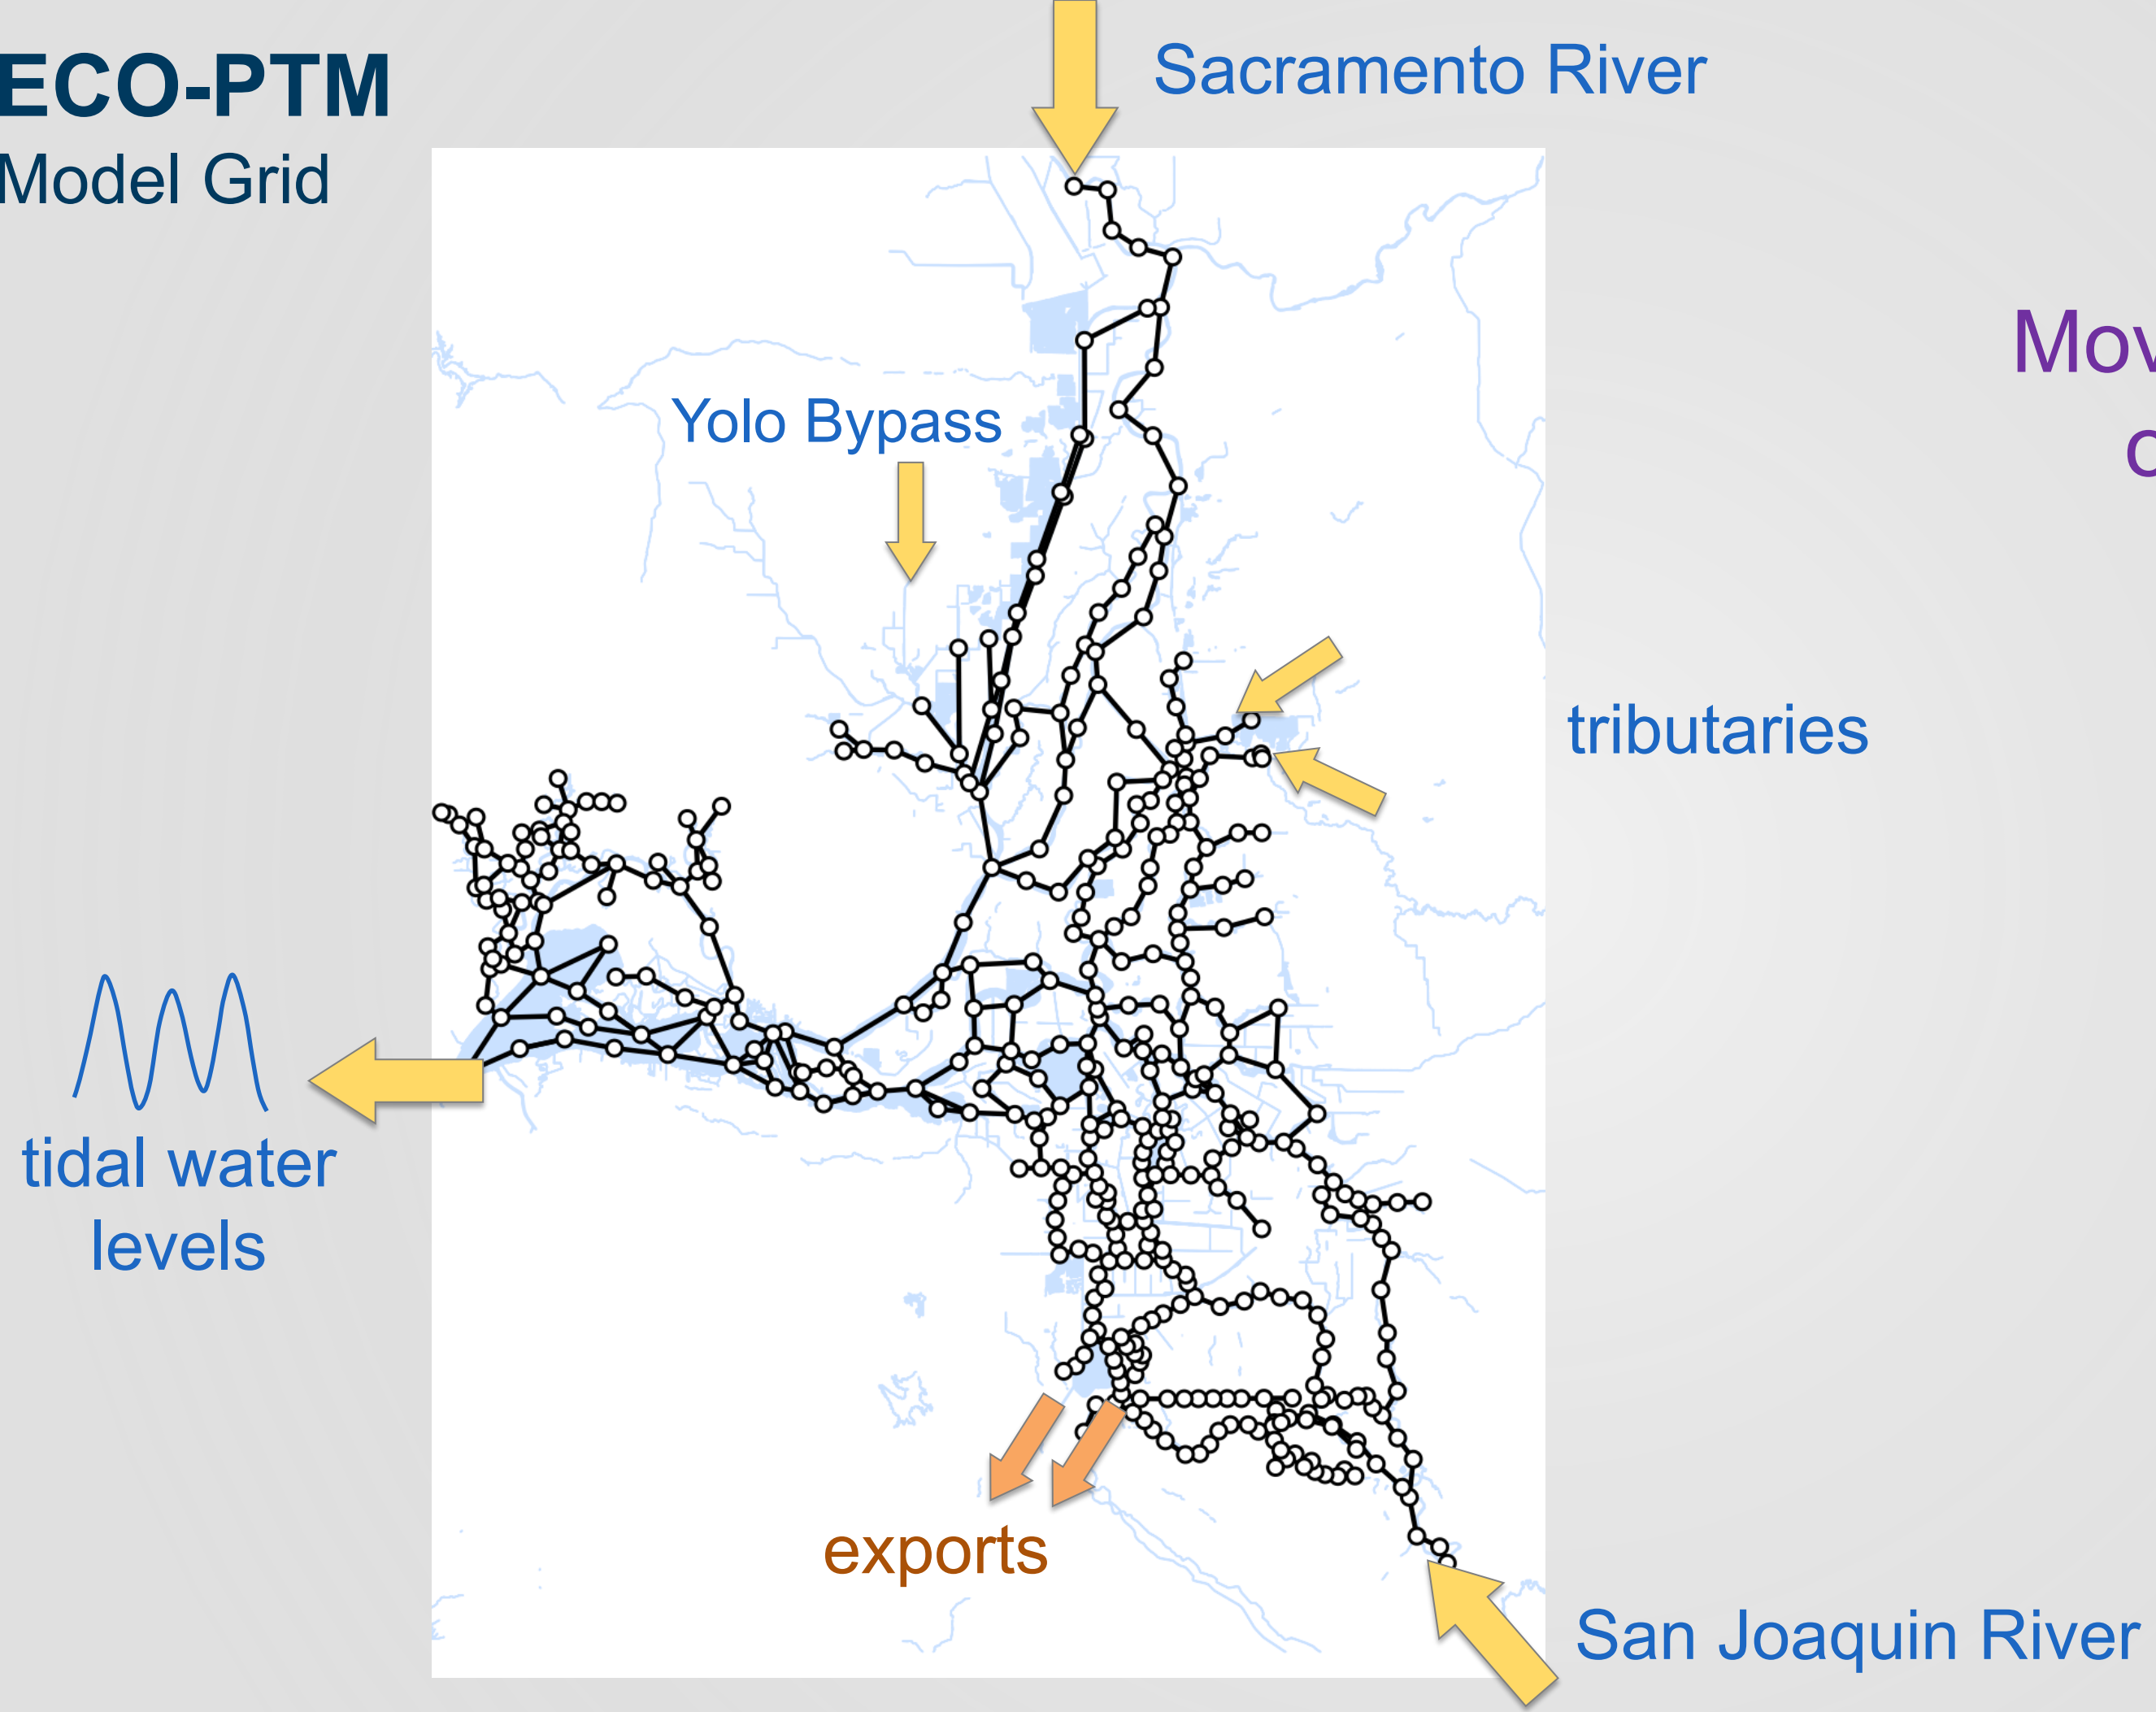 ECO-PTM
Model Grid
Sacramento River
Yolo Bypass
tributaries
tidal water
levels
exports
San Joaquin River